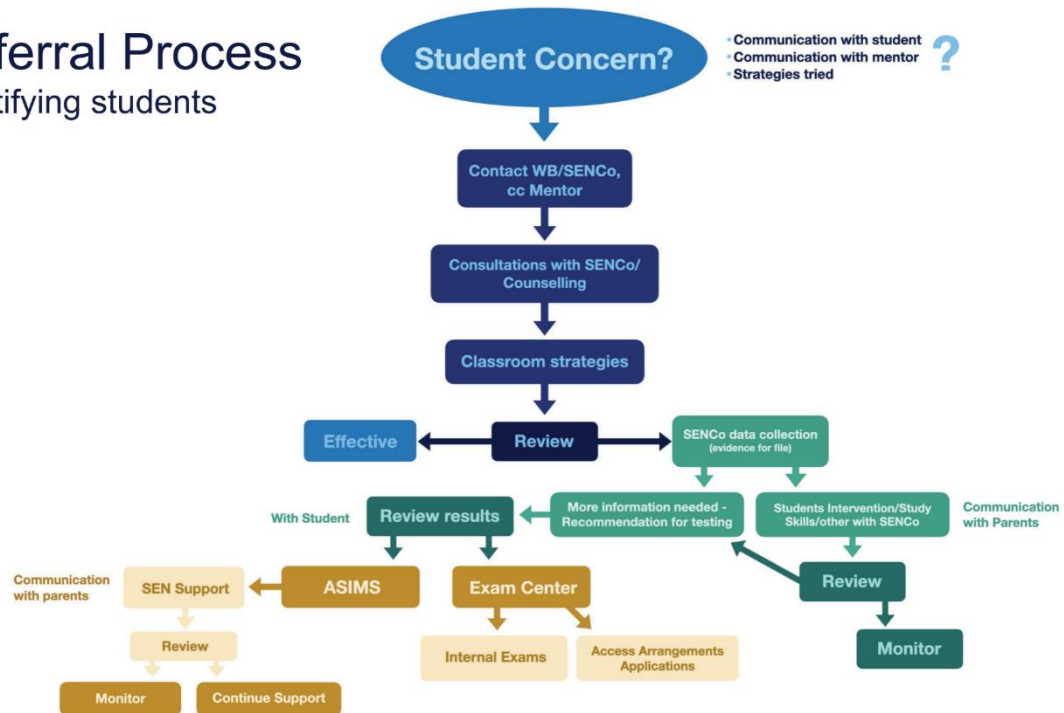 ferral Process
tifying students
Student Concern?
• Communication with student
• Communication with mentor
• Strategies tried
?
Contact WB/SENCo,
cc Mentor
Consultations with SENCo/
Counselling
Classroom strategies
Effective
Review
SENCo data collection
(evidence for file)
With Student
Review results
More information needed -
Recommendation for testing
Students Intervention/Study
Skills/other with SENCo
Communication
with Parents
Communication
with parents
SEN Support
ASIMS
Exam Center
Review
Review
Internal Exams
Access Arrangements
Applications
Monitor
Monitor
Continue Support